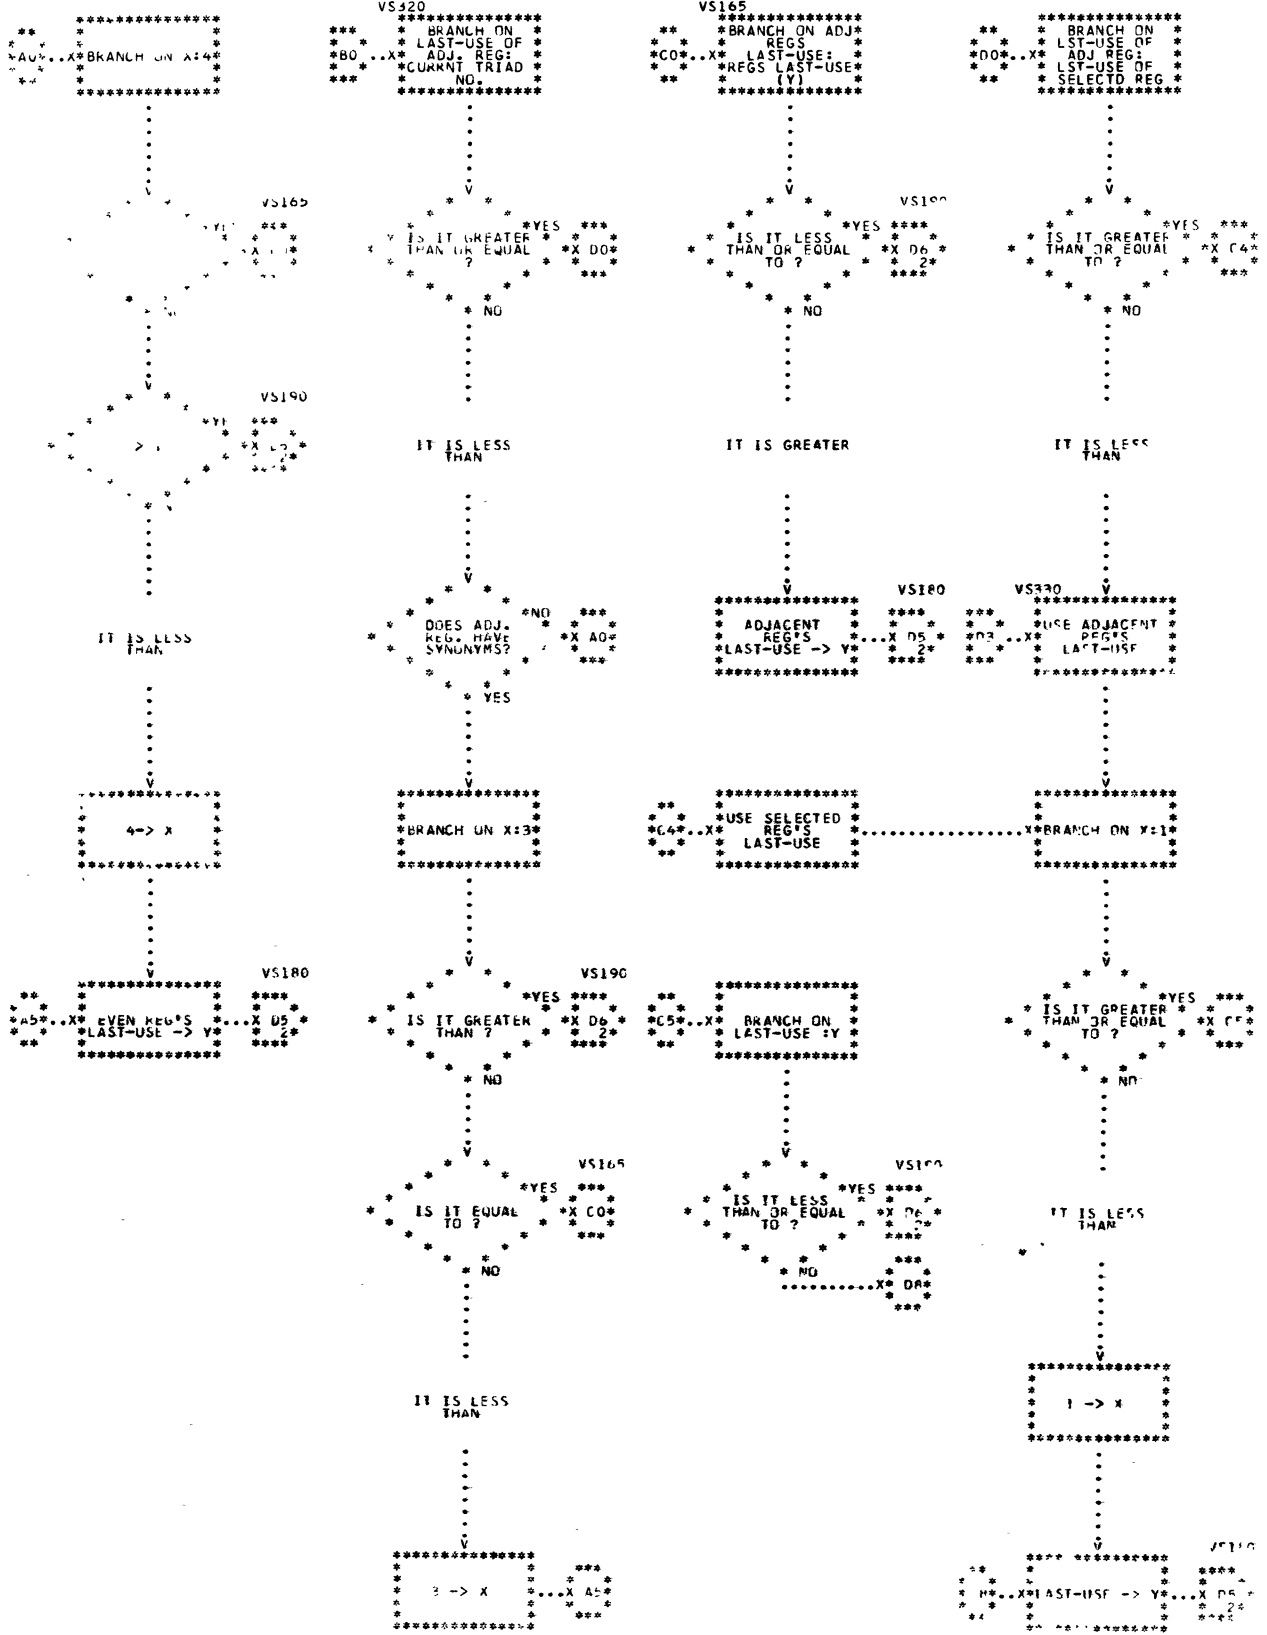 VS320
VS165
BRANCH ON X:4
B0
BRANCH ON
LAST-USE OF
ADJ. REG:
CURRNT TRIAD
NO.
C0
BRANCH ON ADJ
REGS
LAST-USE:
REGS LAST-USE
(Y)
D0
BRANCH ON
LST-USE OF
ADJ REG:
LST-USE OF
SELECTD REG
VS165
IS IT GREATER
THAN OR EQUAL
?
YES
X D0
NO
IS IT LESS
THAN OR EQUAL
TO ?
YES
X D6
2
NO
IS IT GREATER
THAN OR EQUAL
TO ?
YES
X C4
NO
VS190
IT IS LESS
THAN
IT IS GREATER
IT IS LESS
THAN
IT IS LESS
THAN
DOES ADJ.
REG. HAVE
SYNONYMS?
NO
X A0
YES
VS180
ADJACENT
REG'S
LAST-USE -> Y
X D5
2
D3
USE ADJACENT
REG'S
LAST-USE
4-> X
BRANCH ON X:3
C4
USE SELECTED
REG'S
LAST-USE
BRANCH ON X:1
VS180
A5
EVEN REG'S
LAST-USE -> Y
X D5
2
VS190
IS IT GREATER
THAN ?
YES
X D6
2
NO
C5
BRANCH ON
LAST-USE :Y
IS IT GREATER
THAN OR EQUAL
TO ?
YES
NO
VS165
IS IT EQUAL
TO ?
YES
X C0
NO
IS IT LESS
THAN OR EQUAL
TO ?
YES
NO
X D8
IT IS LESS
THAN
IT IS LESS
THAN
1 -> X
3 -> X
X A5
LAST-USE -> Y
X D5
2